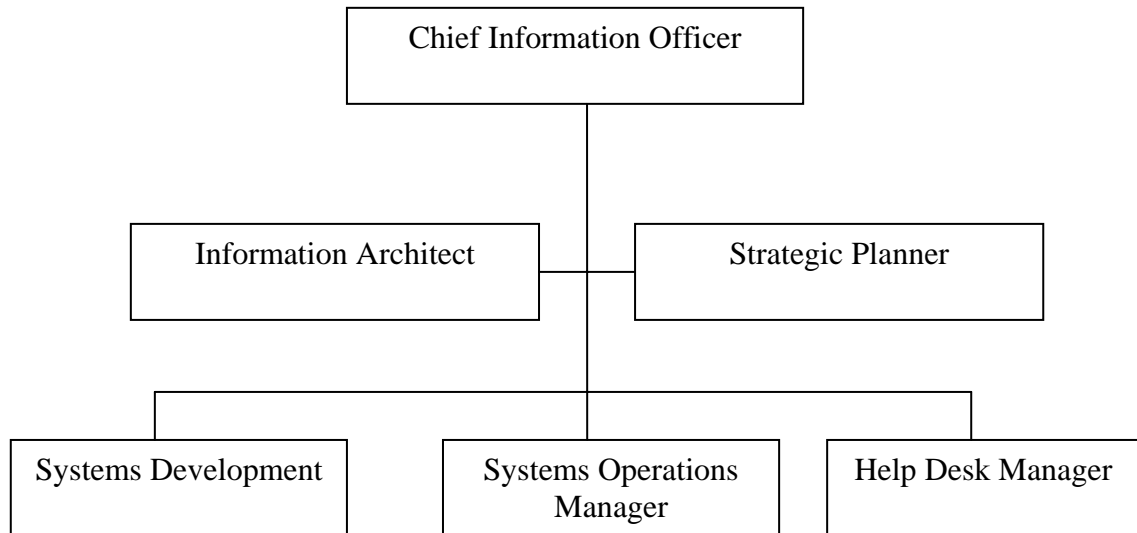 Chief Information Officer
Information Architect
Strategic Planner
Systems Development
Systems Operations
Manager
Help Desk Manager